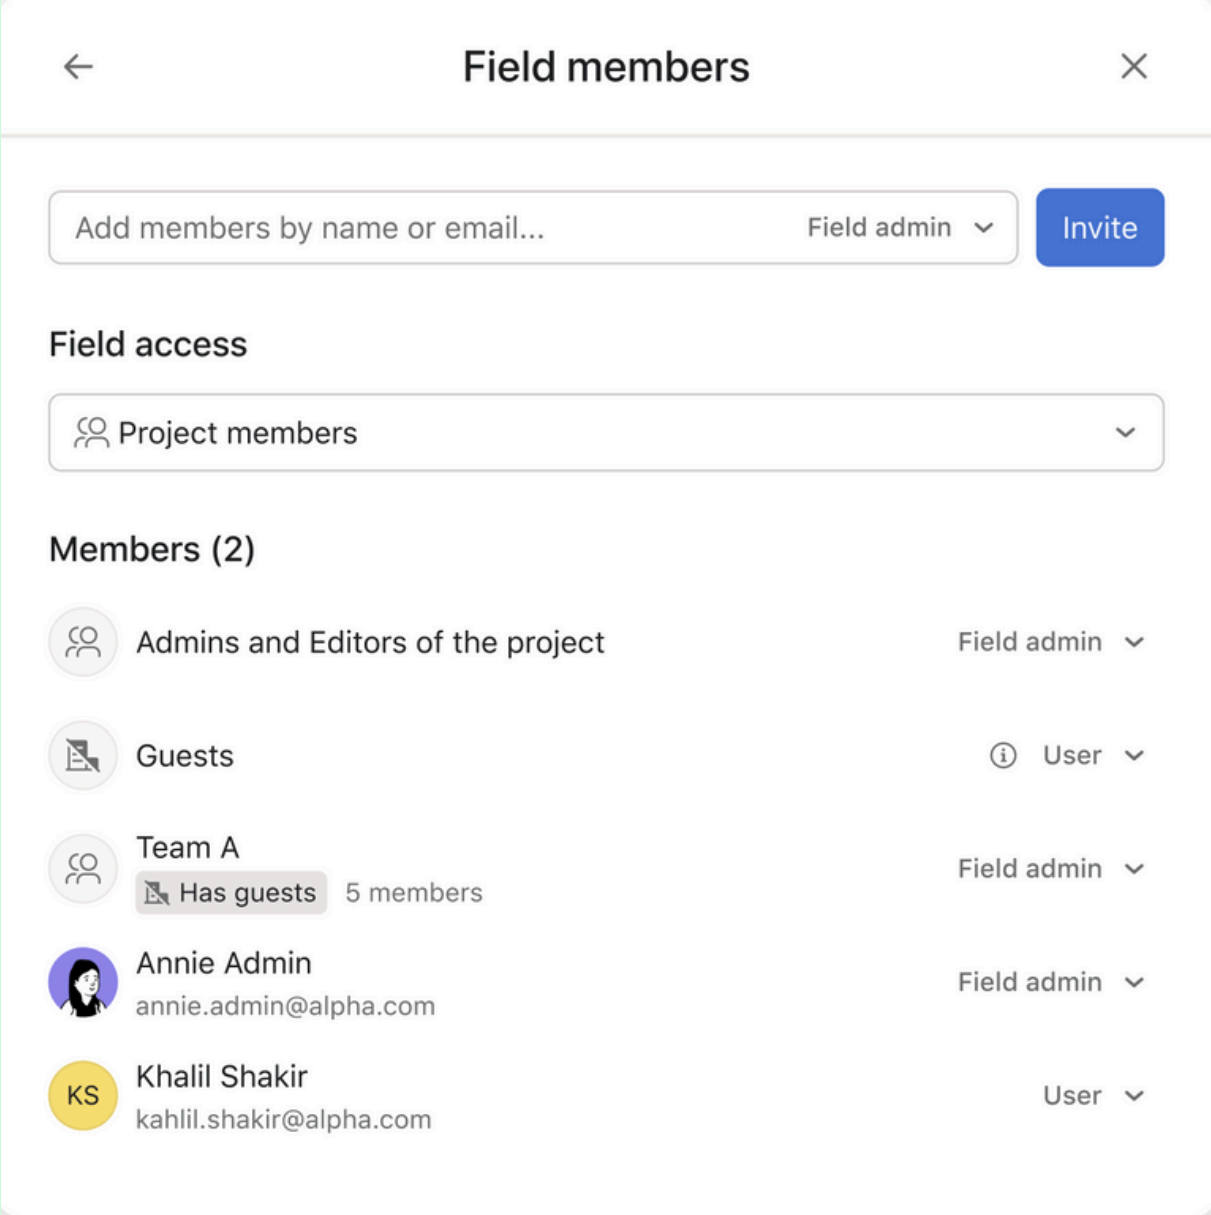 Field members
Add members by name or email... Field admin Invite
Field access
Project members
Members (2)
Admins and Editors of the project Field admin
Guests User
Team A
Has guests 5 members Field admin
Annie Admin
annie.admin@alpha.com Field admin
KS Khalil Shakir
kahlil.shakir@alpha.com User